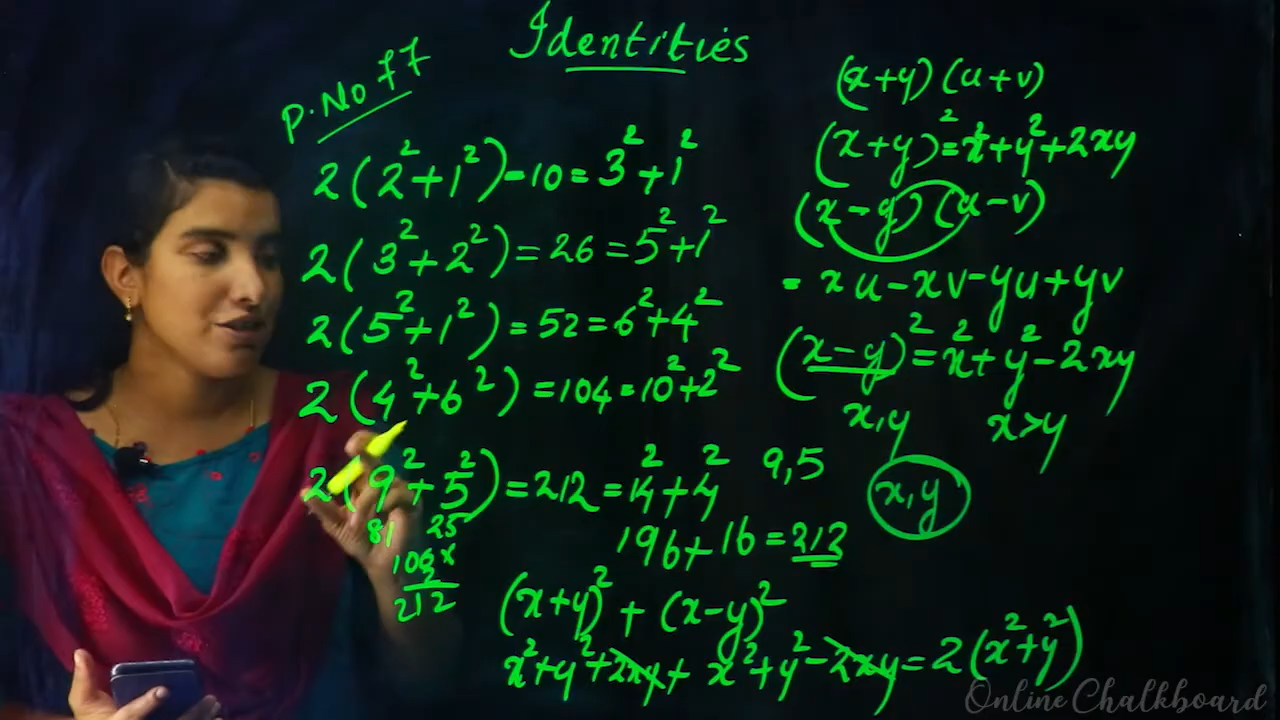 Identities
P. No 77
2(2²+1²)=10=3²+1²
2(3²+2²)=26=5²+1²
2(5²+1²)=52=6²+4²
2(4²+6²)=104=10²+2²
2(9²+5²)=212=14²+4² 9,5
81 25
106×
2
212
196+16=212
(x+y)²+(x-y)²
x²+y²+2xy+x²+y²-2xy=2(x²+y²)
(x+y)(u+v)
(x+y)²=x²+y²+2xy
(x-y)(u-v)
= xu-xv-yu+yv
(x-y)²=x²+y²-2xy
x,y x>y
x,y
Online Chalkboard